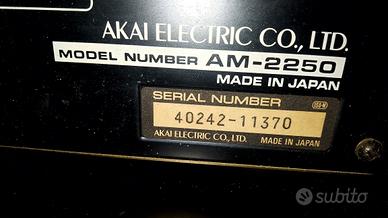 AKAI ELECTRIC CO., LTD.
MODEL NUMBER AM-2250
MADE IN JAPAN
SERIAL NUMBER
40242-11370
AKAI ELECTRIC CO., LTD. MADE IN JAPAN
subito